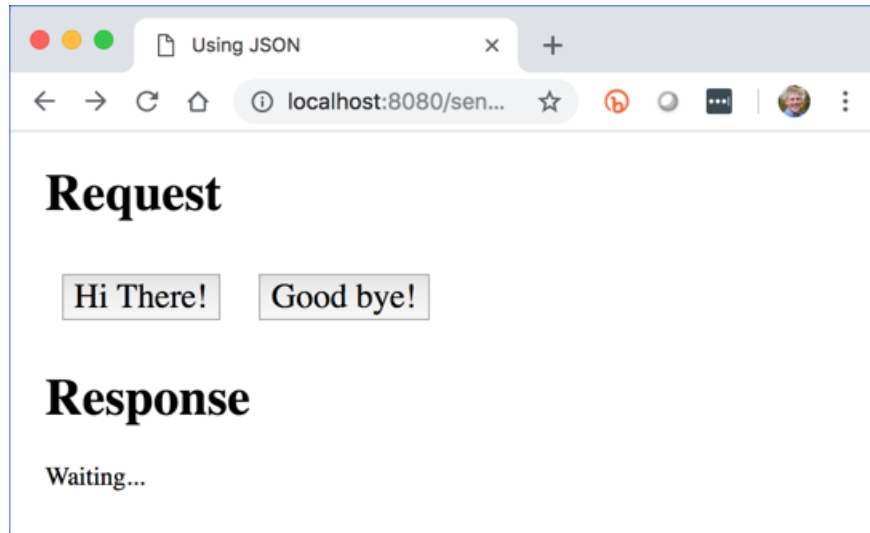 Using JSON
localhost:8080/sen...
Request
Hi There! Good bye!
Response
Waiting...